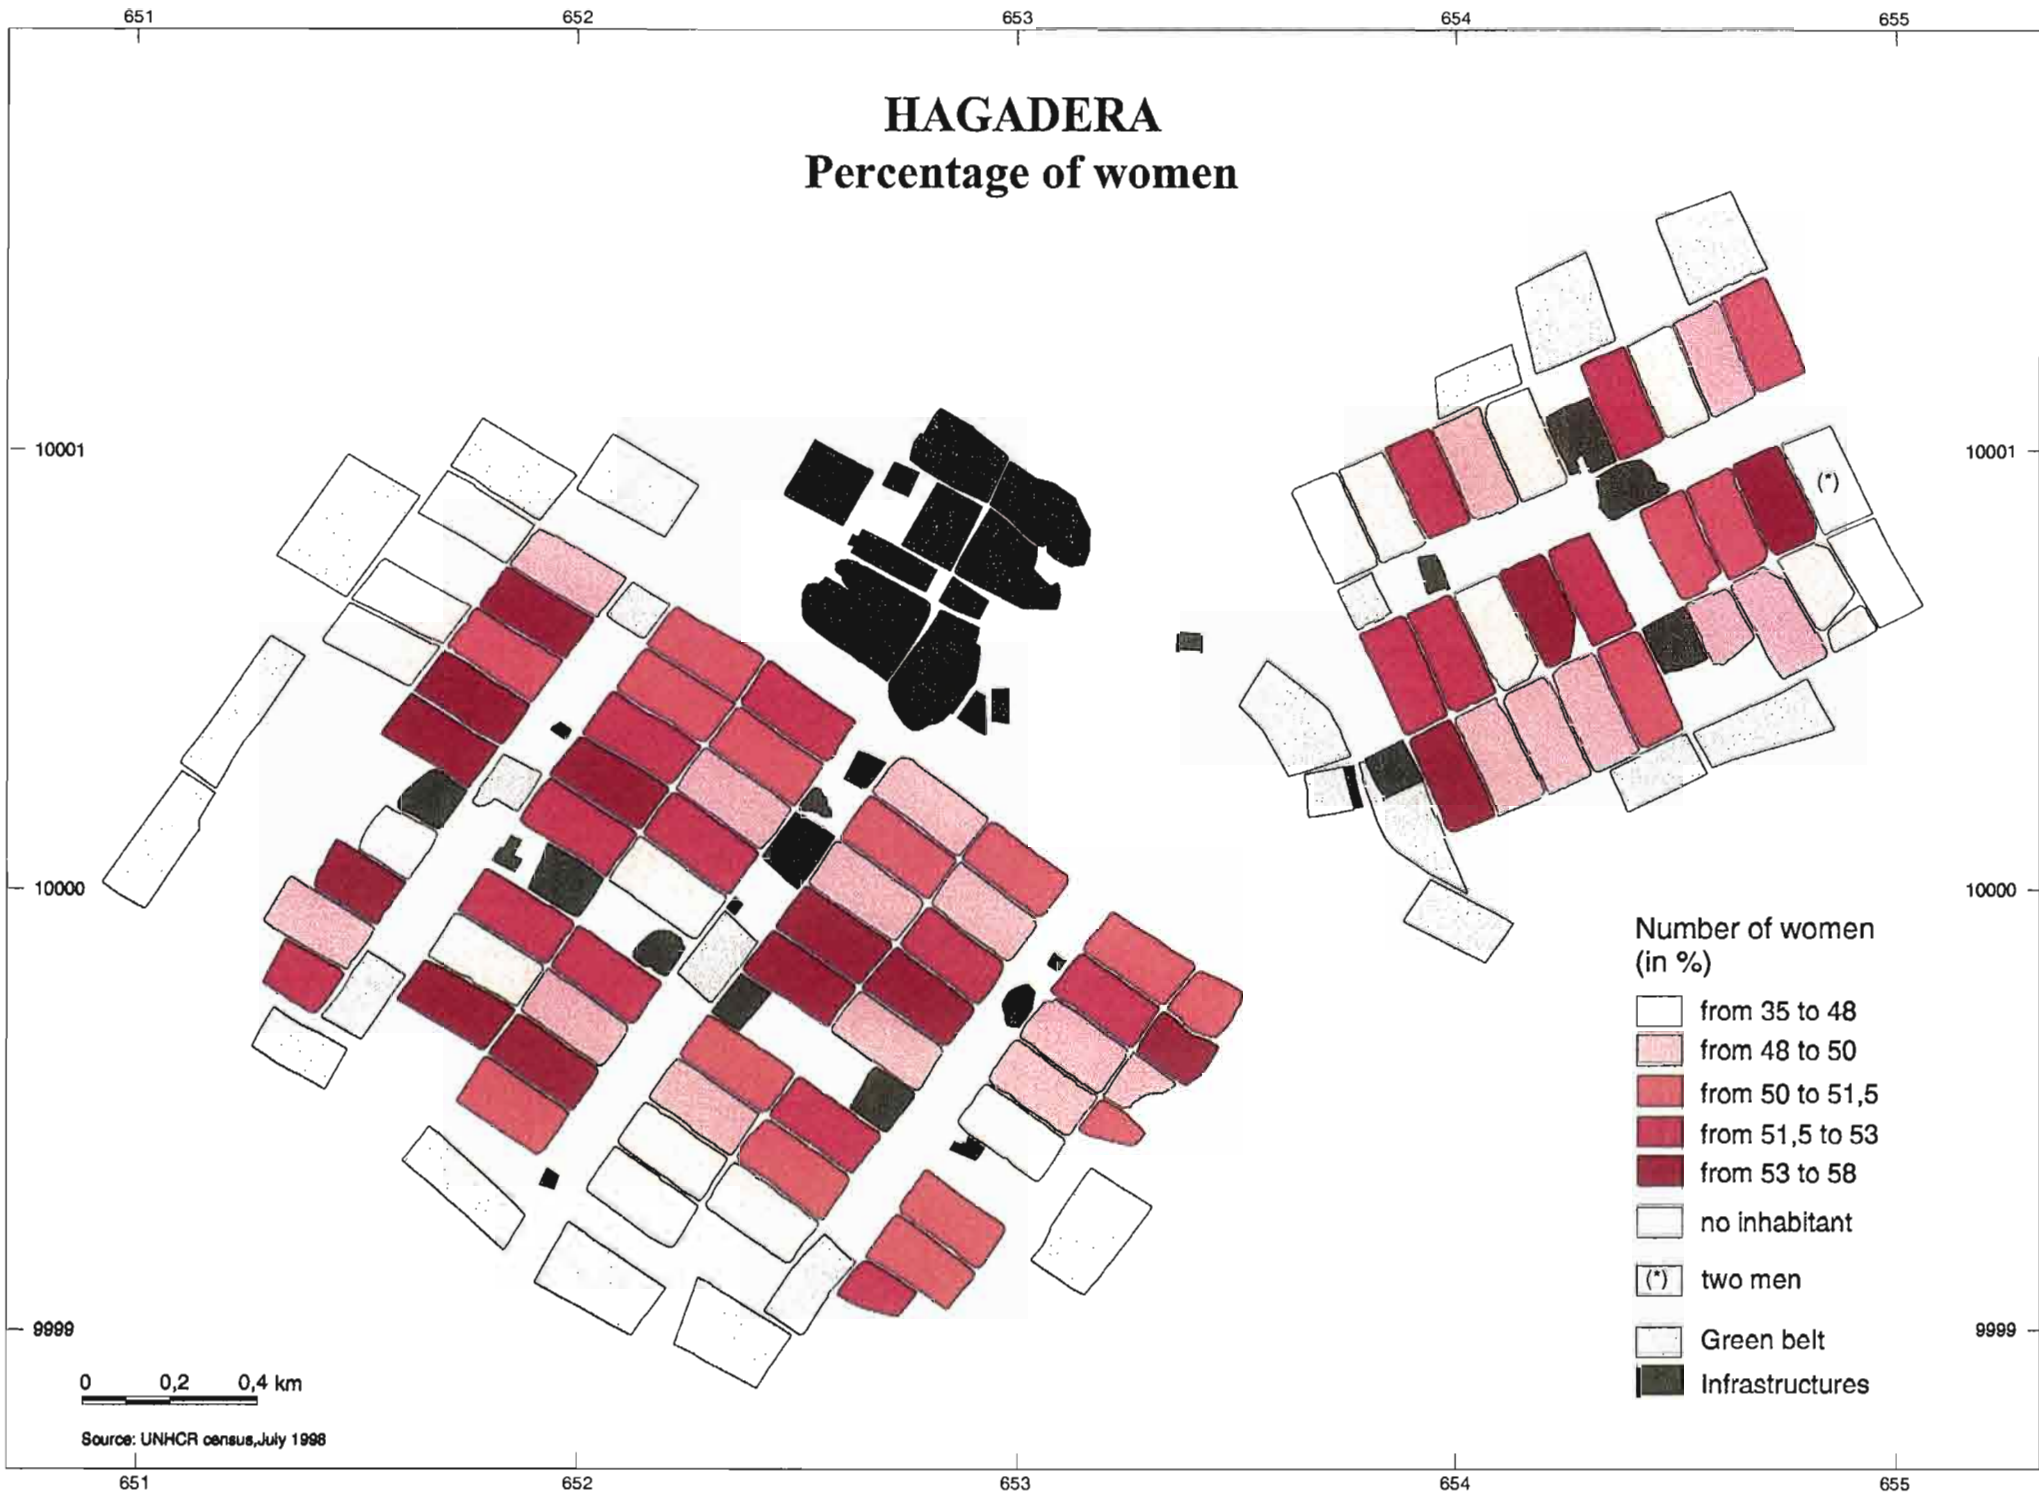 651 652 653 654 655
HAGADERA
Percentage of women
10001 10001
(*)
10000 10000
Number of women
(in %)
from 35 to 48
from 48 to 50
from 50 to 51,5
from 51,5 to 53
from 53 to 58
no inhabitant
(*) two men
Green belt
Infrastructures
9999 9999
0 0,2 0,4 km
Source: UNHCR census,July 1998
651 652 653 654 655